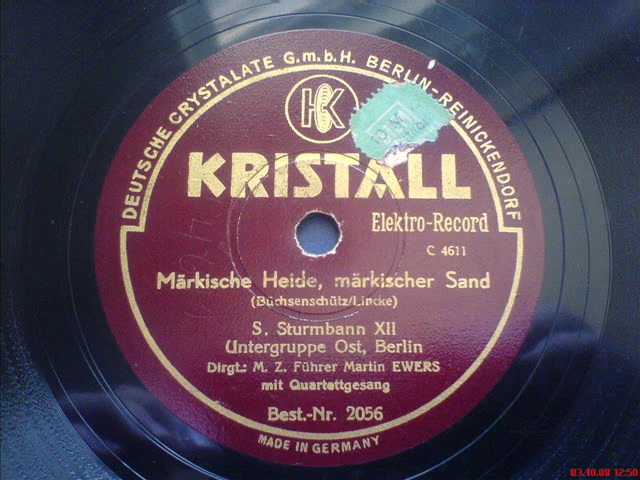 DEUTSCHE CRYSTALATE G.m.b.H. BERLIN-REINICKENDORF
K
KRISTALL
Elektro-Record
C 4611
Märkische Heide, märkischer Sand
(Büchsenschütz/Lincke)
S. Sturmbann XII
Untergruppe Ost, Berlin
Dirgt.: M. Z. Führer Martin EWERS
mit Quartettgesang
Best.-Nr. 2056
MADE IN GERMANY
03.10.08 12:50